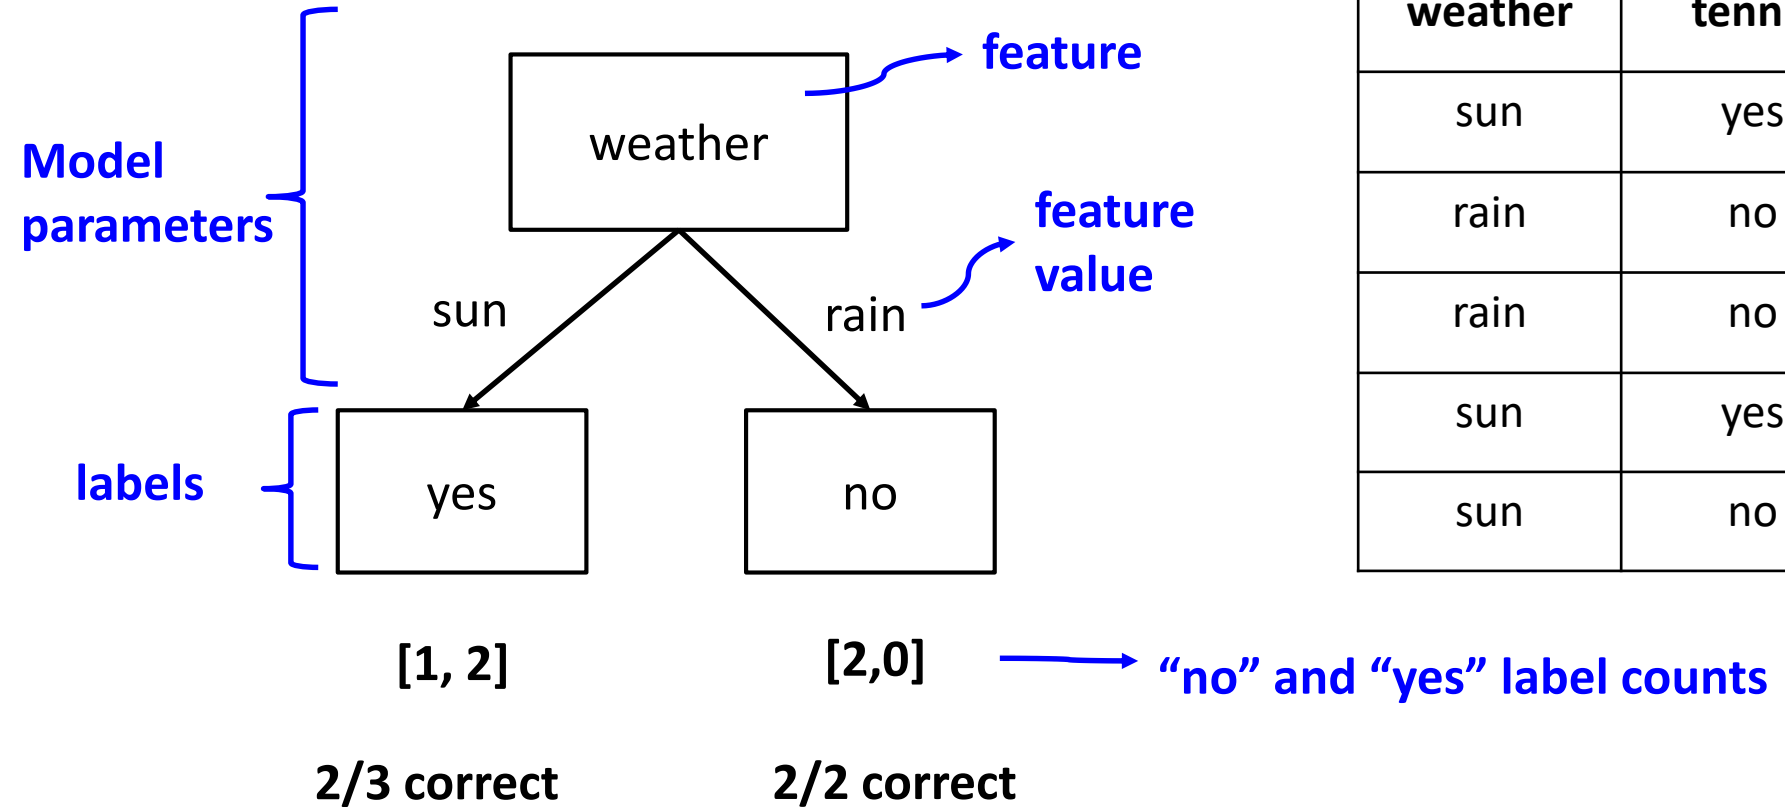 weather tenn
feature
weather
sun yes
Model
parameters
feature
value
rain no
sun
rain
rain no
sun yes
labels
yes
no
sun no
[1, 2]
[2,0]
“no” and “yes” label counts
2/3 correct
2/2 correct